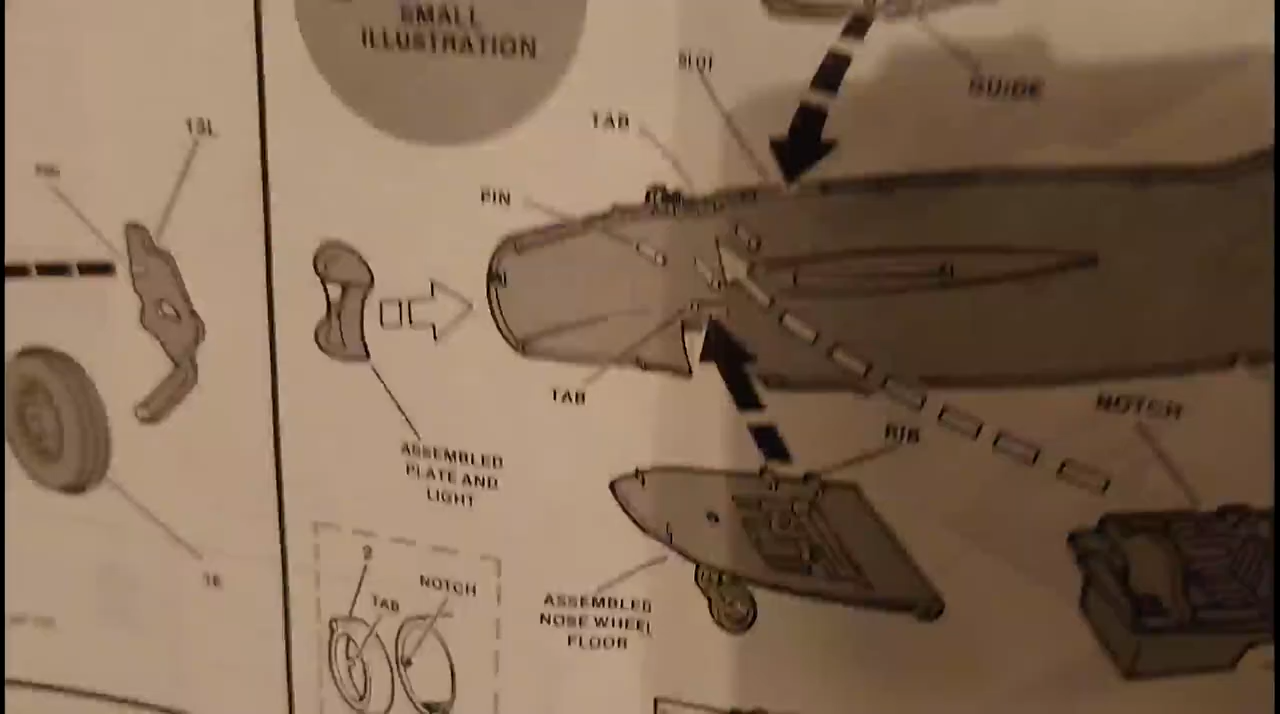 SMALL
ILLUSTRATION
SLOT
GUIDE
TAB
13L
PIN
TAB
NOTCH
RIB
ASSEMBLED
PLATE AND
LIGHT
9
NOTCH
TAB
16
ASSEMBLED
NOSE WHEEL
FLOOR